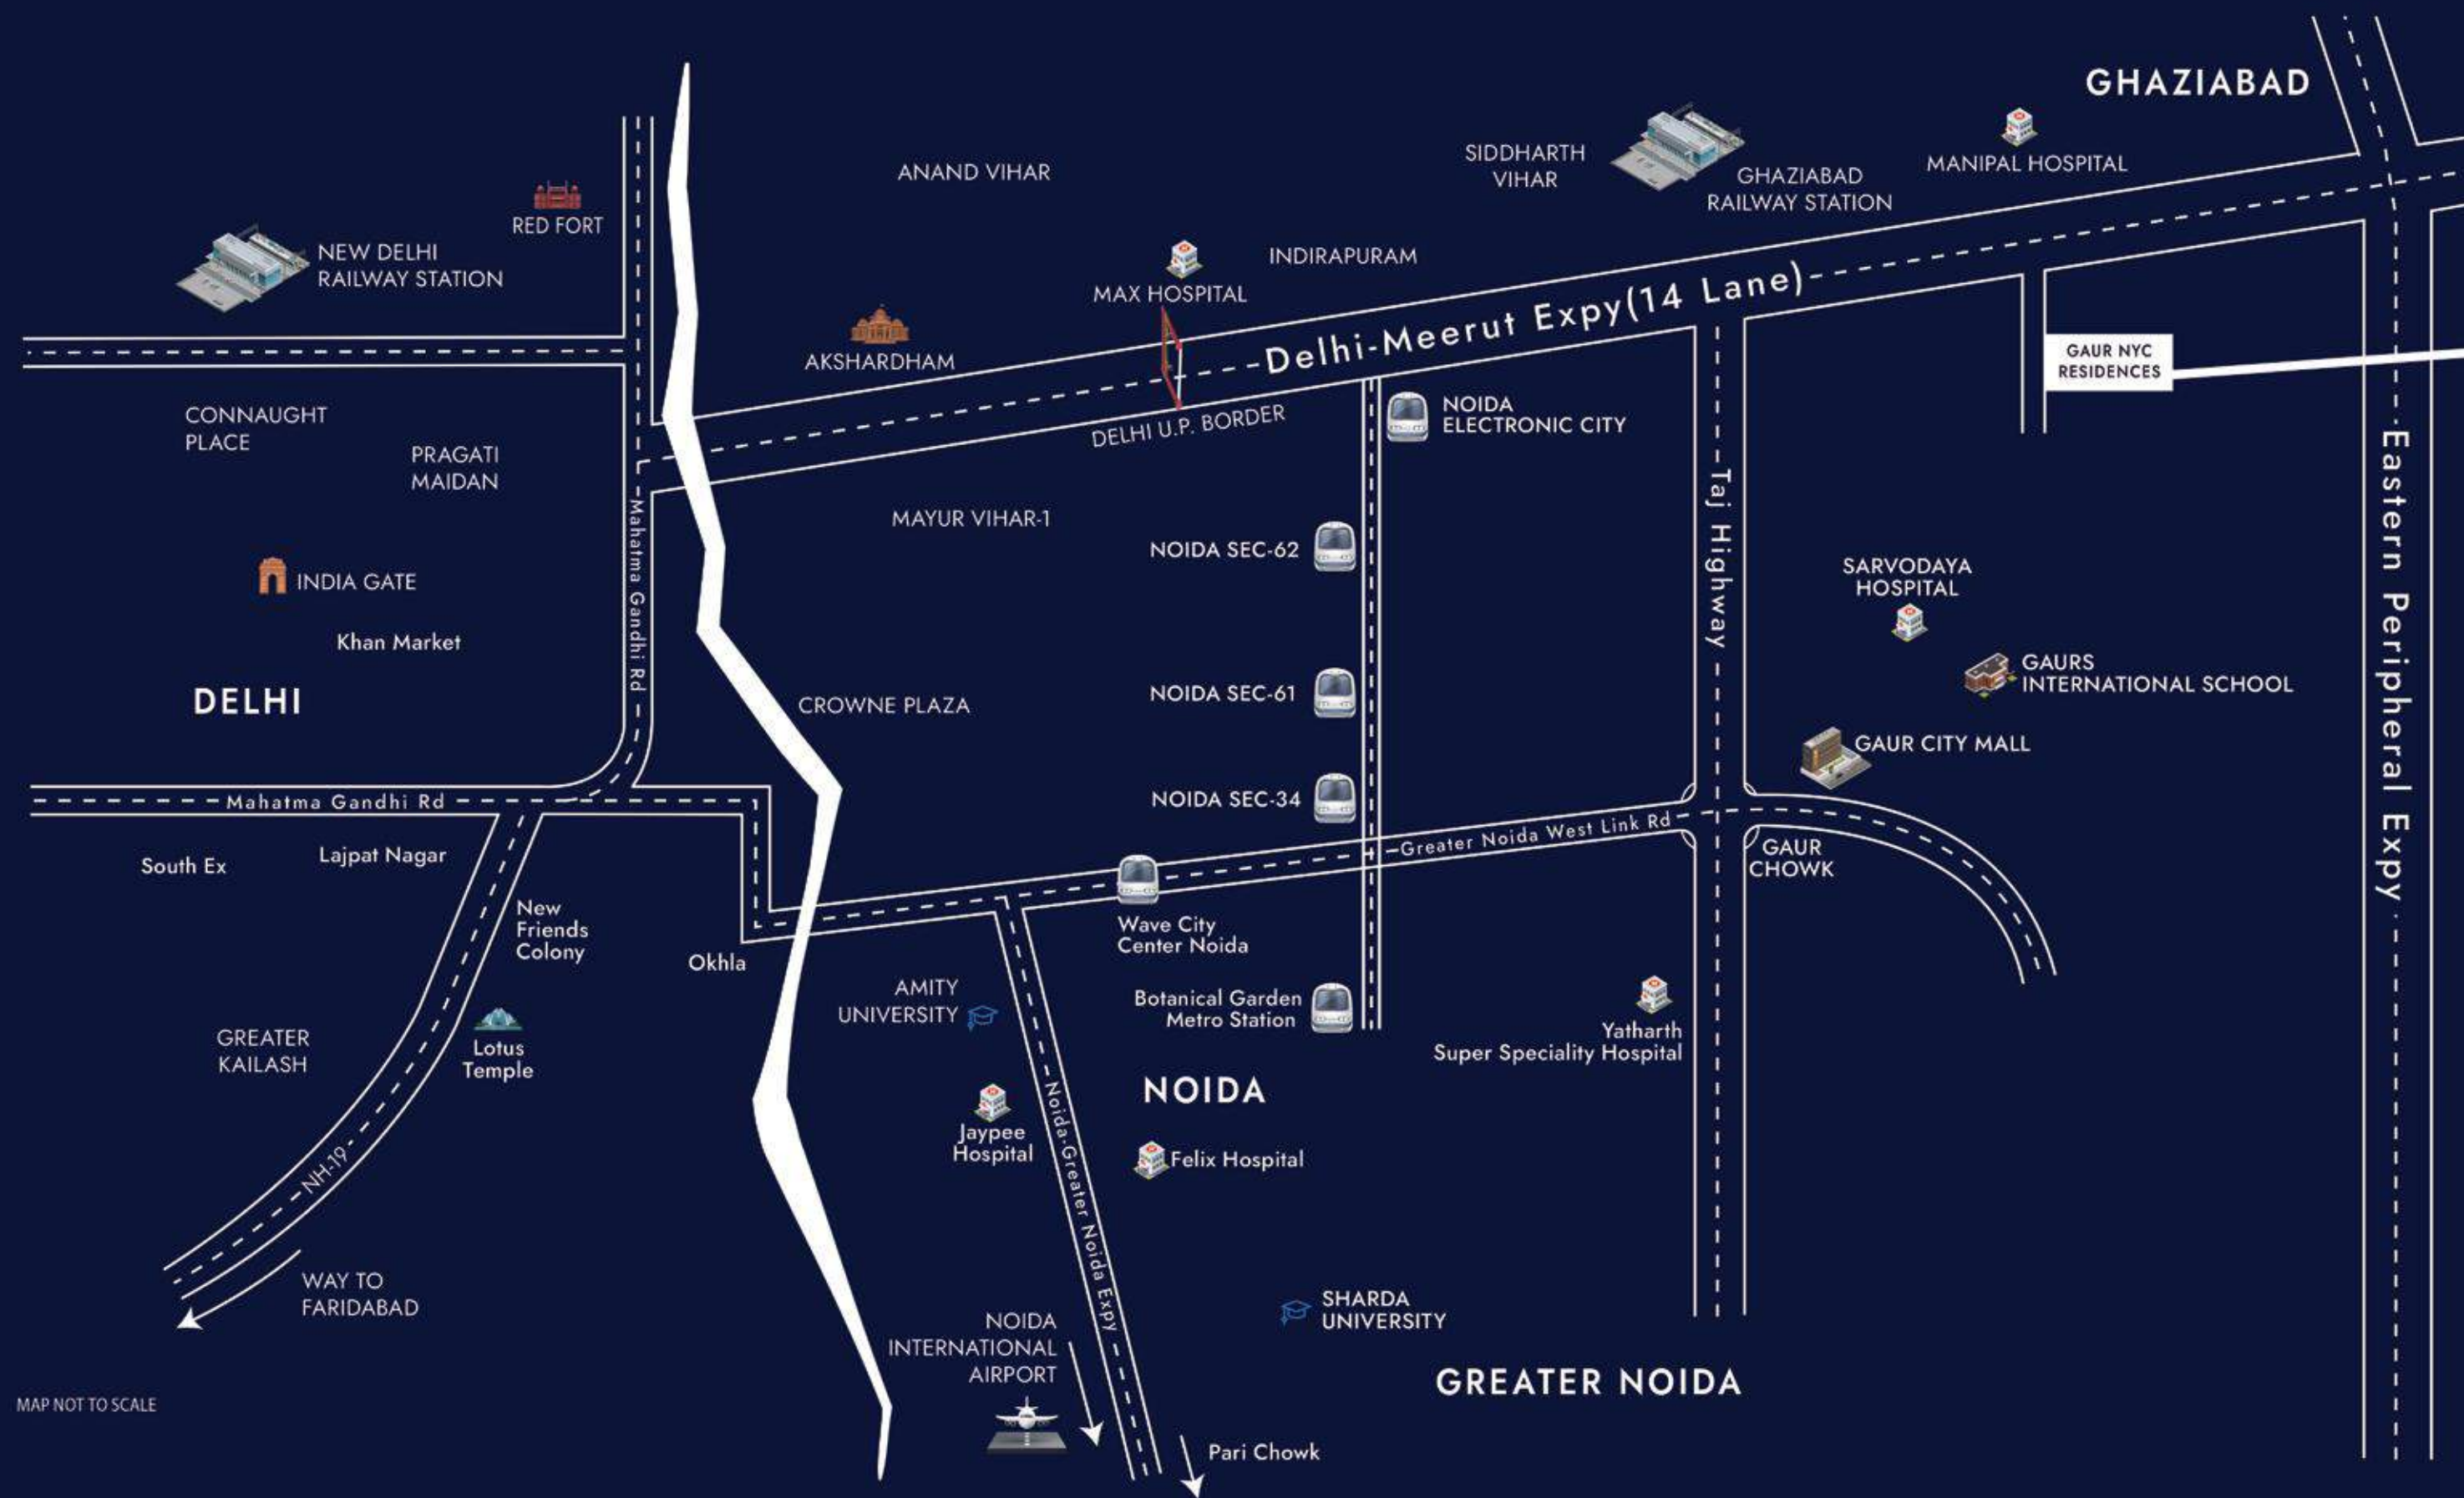 GHAZIABAD
SIDDHARTH
VIHAR
GHAZIABAD
RAILWAY STATION
MANIPAL HOSPITAL
ANAND VIHAR
RED FORT
NEW DELHI
RAILWAY STATION
INDIRAPURAM
MAX HOSPITAL
Delhi-Meerut Expy(14 Lane)
AKSHARDHAM
GAUR NYC
RESIDENCES
DELHI U.P. BORDER
NOIDA
ELECTRONIC CITY
CONNAUGHT
PLACE
PRAGATI
MAIDAN
Mahatma Gandhi Rd
MAYUR VIHAR-1
NOIDA SEC-62
Taj Highway
Eastern Peripheral Expy
INDIA GATE
Khan Market
SARVODAYA
HOSPITAL
GAURS
INTERNATIONAL SCHOOL
DELHI
CROWNE PLAZA
NOIDA SEC-61
GAUR CITY MALL
Mahatma Gandhi Rd
NOIDA SEC-34
Greater Noida West Link Rd
GAUR
CHOWK
South Ex
Lajpat Nagar
New
Friends
Colony
Okhla
Wave City
Center Noida
AMITY
UNIVERSITY
Botanical Garden
Metro Station
Yatharth
Super Speciality Hospital
GREATER
KAILASH
Lotus
Temple
NOIDA
Jaypee
Hospital
Felix Hospital
Noida-Greater Noida Expy
NH-19
WAY TO
FARIDABAD
SHARDA
UNIVERSITY
NOIDA
INTERNATIONAL
AIRPORT
GREATER NOIDA
MAP NOT TO SCALE
Pari Chowk